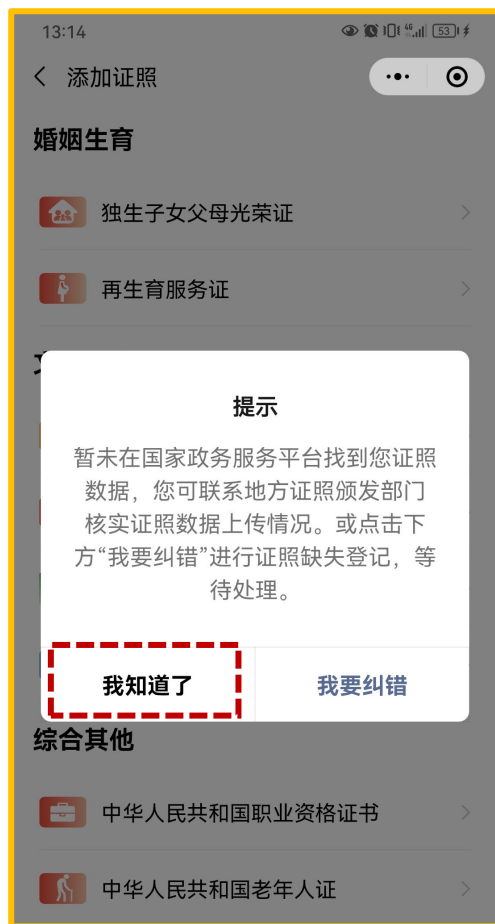 13:14
46
53
添加证照
婚姻生育
独生子女父母光荣证
再生育服务证
提示
暂未在国家政务服务平台找到您证照
数据，您可联系地方证照颁发部门
核实证照数据上传情况。或点击下
方“我要纠错”进行证照缺失登记，等
待处理。
我知道了
我要纠错
综合其他
中华人民共和国职业资格证书
中华人民共和国老年人证